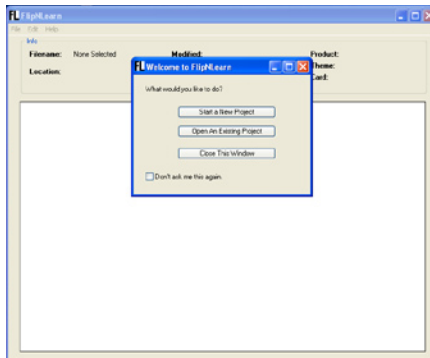 FL FlipNLearn
File Edit Help
Info
Filename: None Selected Modified: Product:
Location: Theme:
Card:
FL Welcome to FlipNLearn
What would you like to do?
Start a New Project
Open An Existing Project
Close This Window
Don't ask me this again.